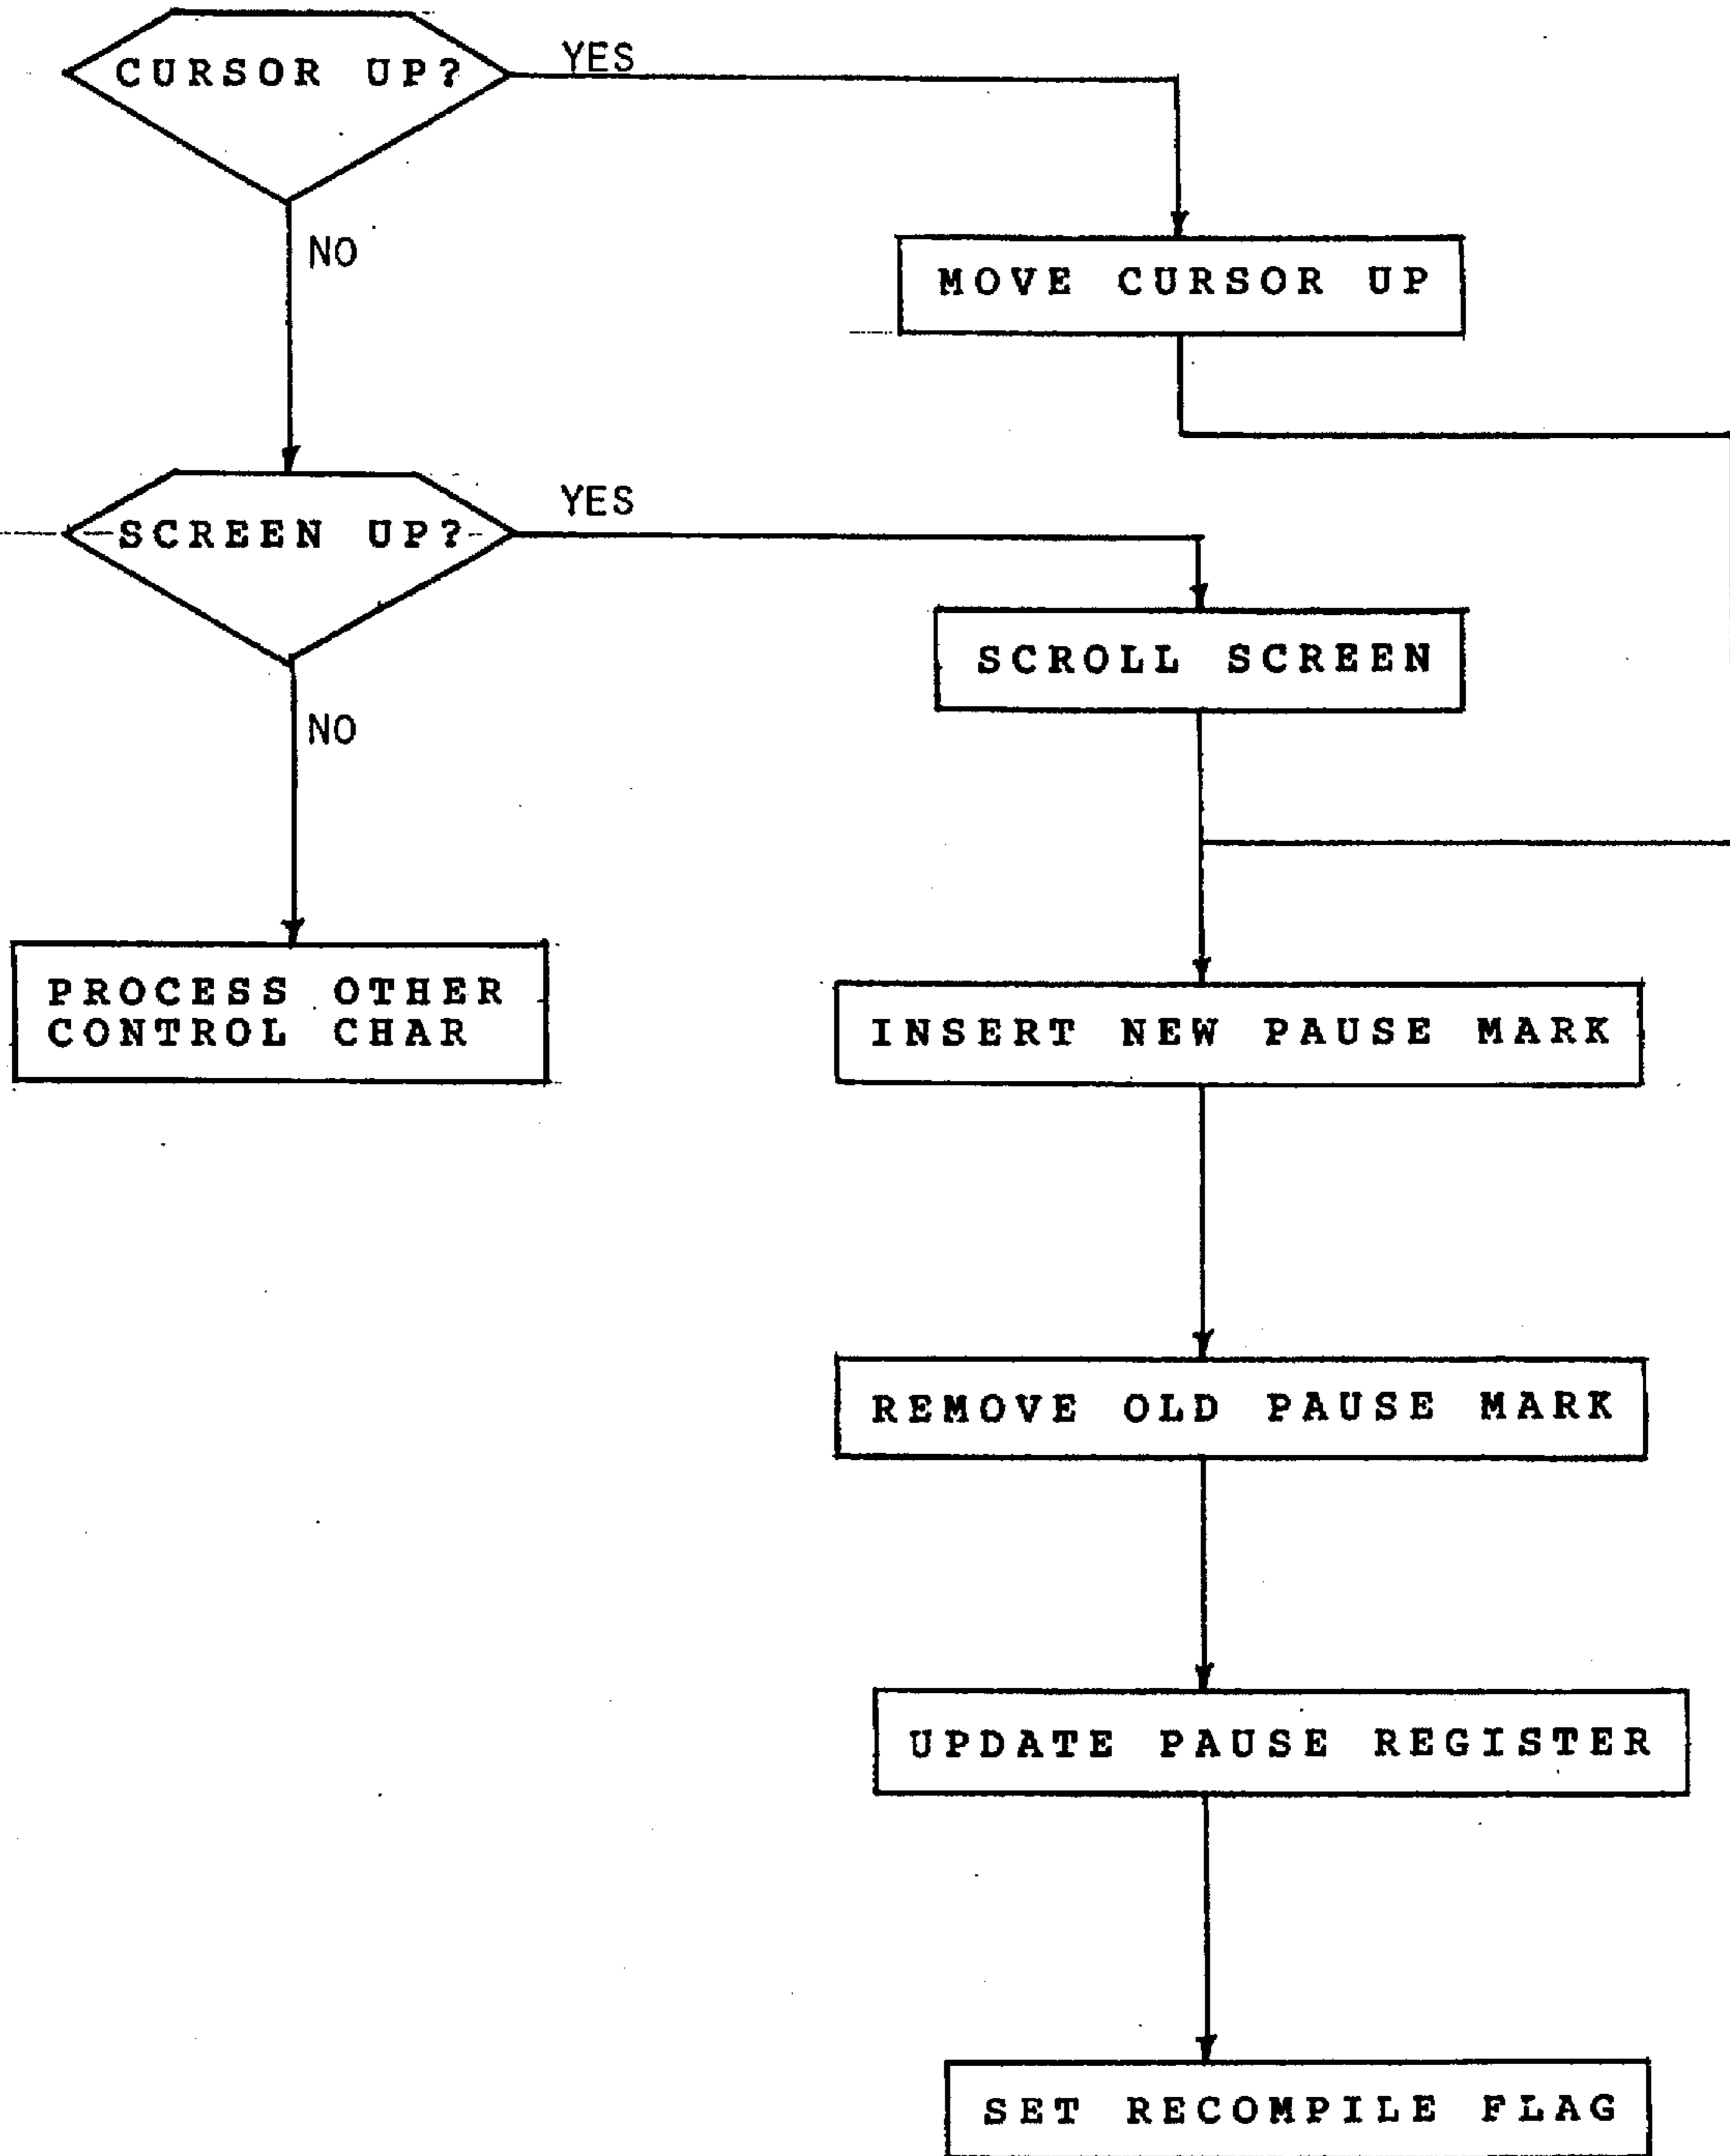 CURSOR UP?
YES
NO
MOVE CURSOR UP
SCREEN UP?
YES
SCROLL SCREEN
NO
PROCESS OTHER
CONTROL CHAR
INSERT NEW PAUSE MARK
REMOVE OLD PAUSE MARK
UPDATE PAUSE REGISTER
SET RECOMPILE FLAG